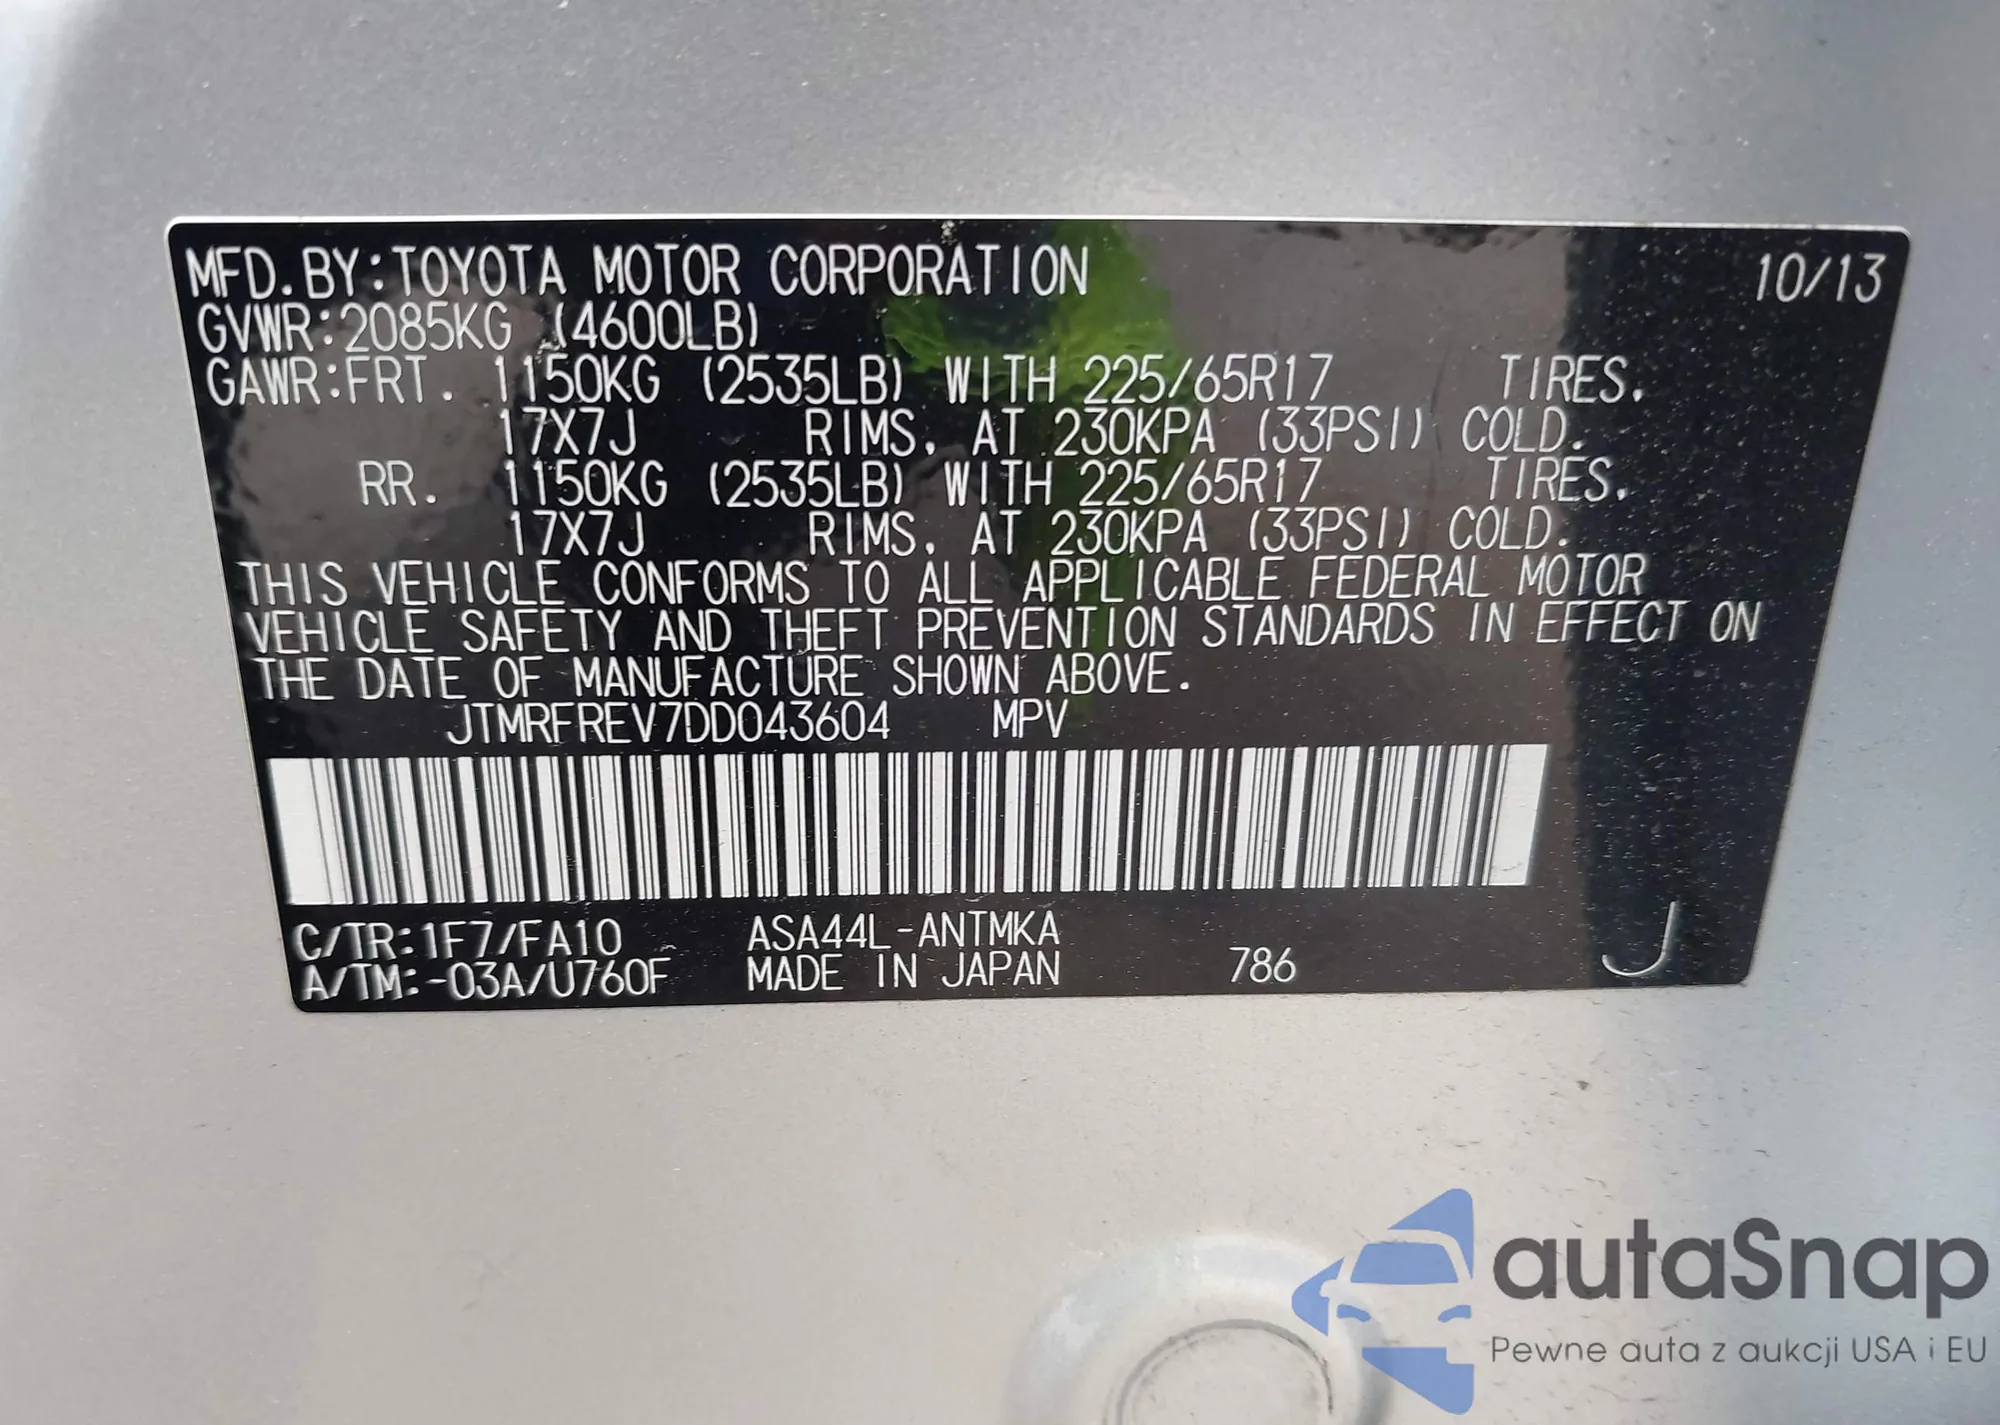 MFD.BY:TOYOTA MOTOR CORPORATION 10/13
GVWR:2085KG (4600LB)
GAWR:FRT. 1150KG (2535LB) WITH 225/65R17 TIRES,
17X7J RIMS, AT 230KPA (33PSI) COLD.
RR. 1150KG (2535LB) WITH 225/65R17 TIRES,
17X7J RIMS, AT 230KPA (33PSI) COLD.
THIS VEHICLE CONFORMS TO ALL APPLICABLE FEDERAL MOTOR
VEHICLE SAFETY AND THEFT PREVENTION STANDARDS IN EFFECT ON
THE DATE OF MANUFACTURE SHOWN ABOVE.
JTMRFREV7DD043604 MPV
C/TR:1F7/FA10 ASA44L-ANTMKA
A/TM:-03A/U760F MADE IN JAPAN 786 J
autaSnap
Pewne auta z aukcji USA i EU